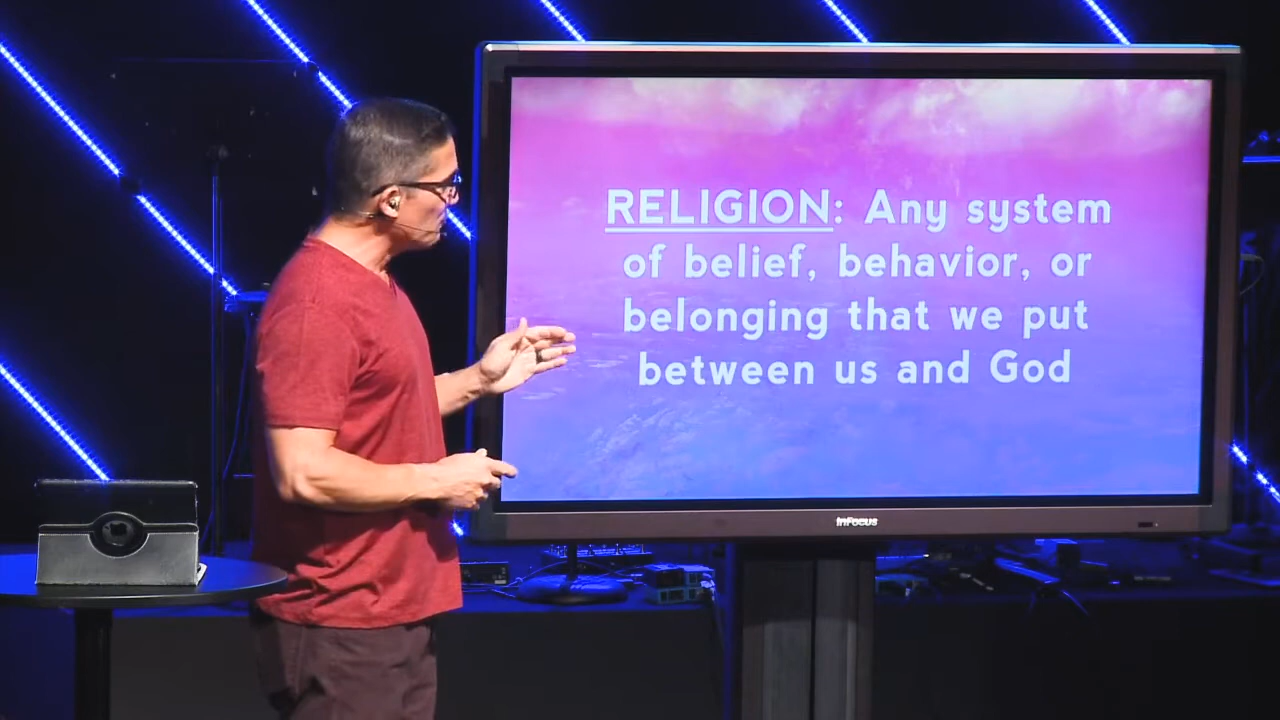 RELIGION: Any system
of belief, behavior, or
belonging that we put
between us and God
InFocus